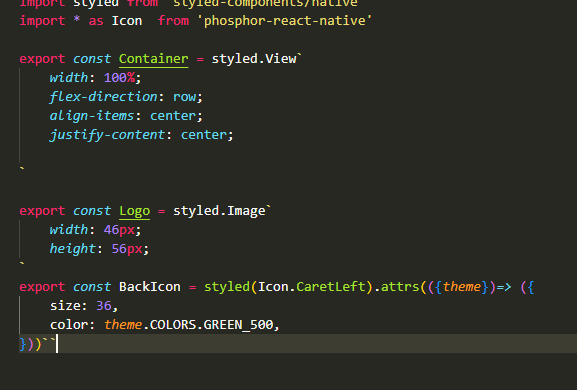 import styled from 'styled-components/native'
import * as Icon  from 'phosphor-react-native'
export const Container = styled.View`
width: 100%;
flex-direction: row;
align-items: center;
justify-content: center;
`
export const Logo = styled.Image`
width: 46px;
height: 56px;
`
export const BackIcon = styled(Icon.CaretLeft).attrs(({theme})=> ({
size: 36,
color: theme.COLORS.GREEN_500,
}))``